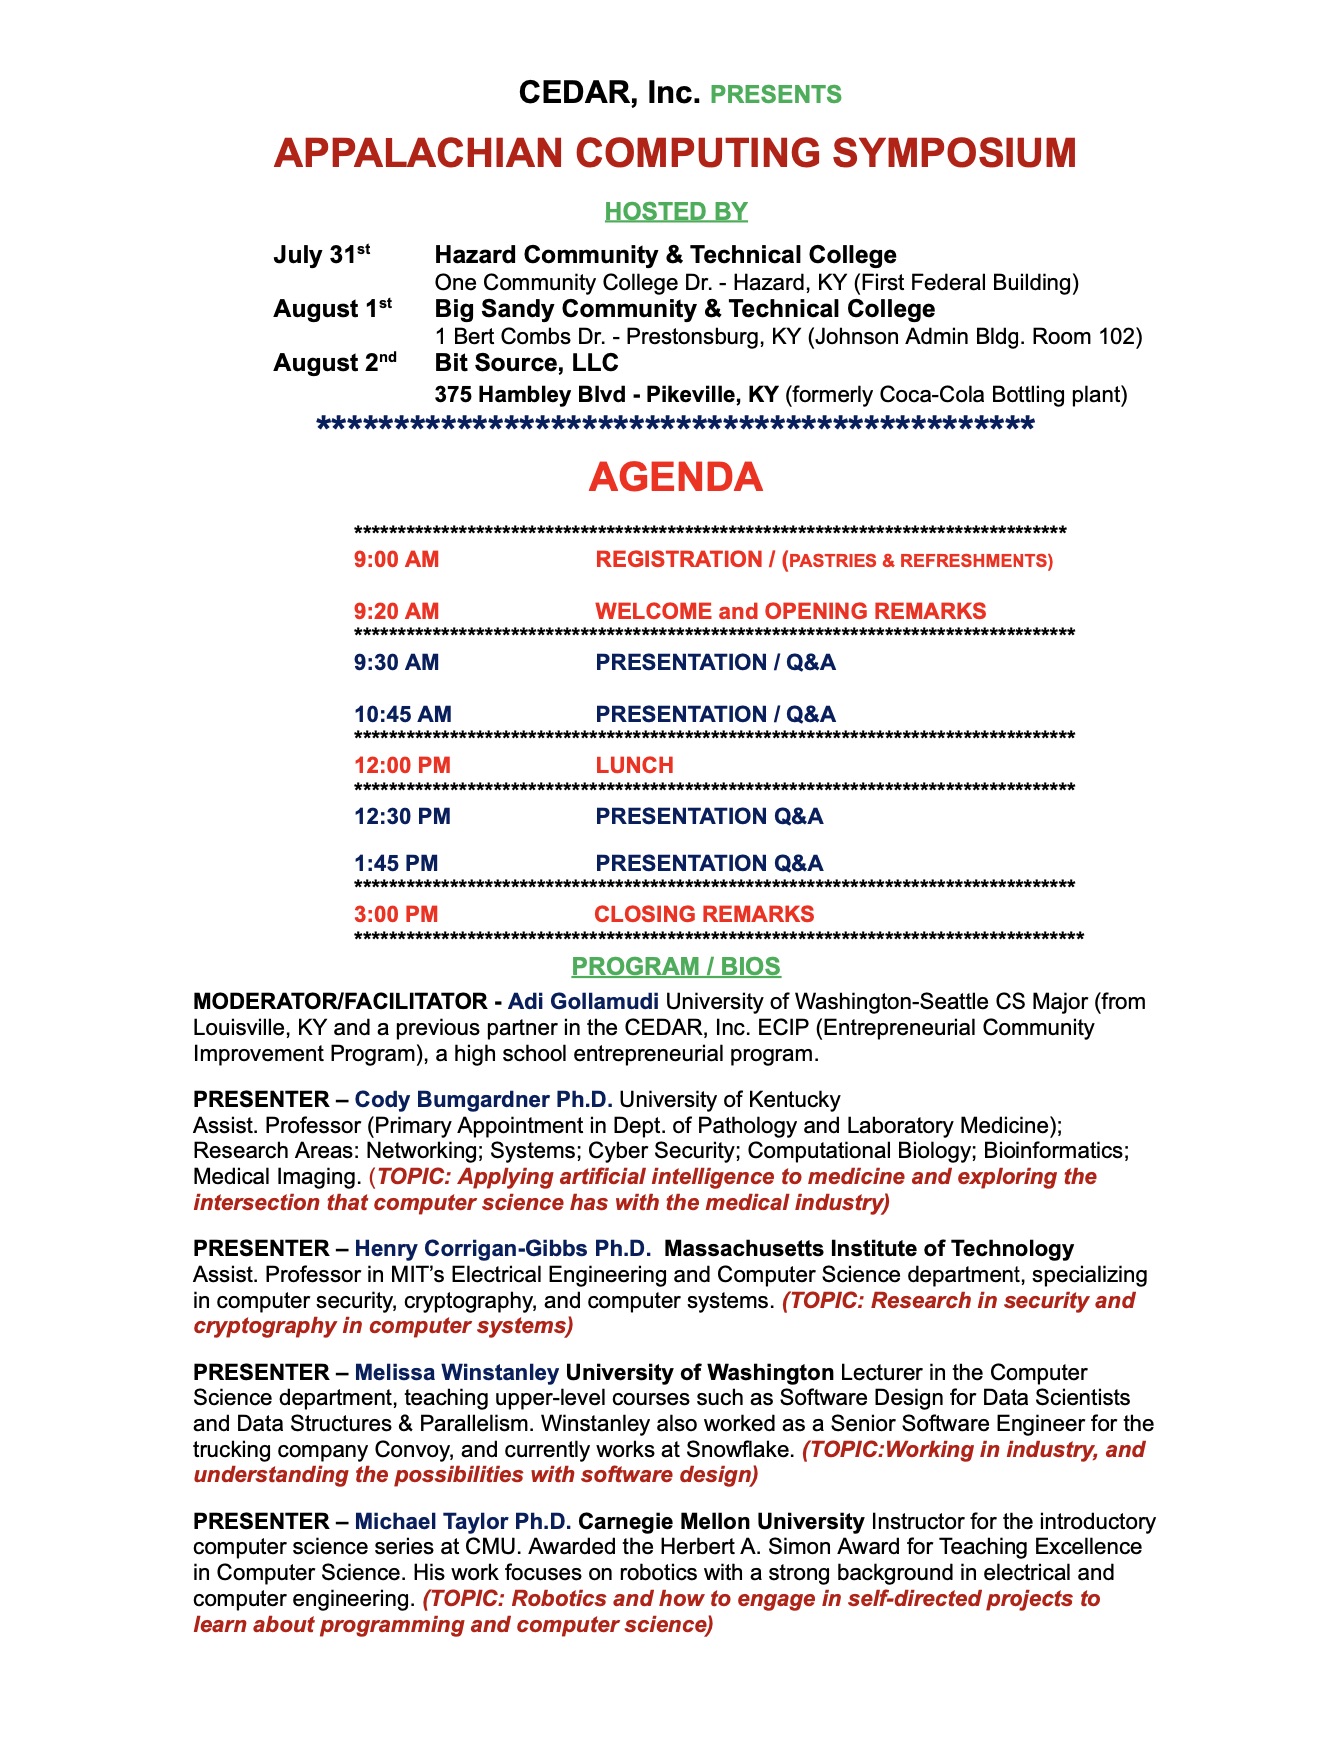 CEDAR, Inc. PRESENTS
APPALACHIAN COMPUTING SYMPOSIUM
HOSTED BY
July 31st Hazard Community & Technical College
One Community College Dr. - Hazard, KY (First Federal Building)
August 1st Big Sandy Community & Technical College
1 Bert Combs Dr. - Prestonsburg, KY (Johnson Admin Bldg. Room 102)
August 2nd Bit Source, LLC
375 Hambley Blvd - Pikeville, KY (formerly Coca-Cola Bottling plant)
**********************************************
AGENDA
**********************************************************************************
9:00 AM REGISTRATION / (PASTRIES & REFRESHMENTS)
9:20 AM WELCOME and OPENING REMARKS
***********************************************************************************
9:30 AM PRESENTATION / Q&A
10:45 AM PRESENTATION / Q&A
***********************************************************************************
12:00 PM LUNCH
***********************************************************************************
12:30 PM PRESENTATION Q&A
1:45 PM PRESENTATION Q&A
***********************************************************************************
3:00 PM CLOSING REMARKS
************************************************************************************
PROGRAM / BIOS
MODERATOR/FACILITATOR - Adi Gollamudi University of Washington-Seattle CS Major (from
Louisville, KY and a previous partner in the CEDAR, Inc. ECIP (Entrepreneurial Community
Improvement Program), a high school entrepreneurial program.
PRESENTER – Cody Bumgardner Ph.D. University of Kentucky
Assist. Professor (Primary Appointment in Dept. of Pathology and Laboratory Medicine);
Research Areas: Networking; Systems; Cyber Security; Computational Biology; Bioinformatics;
Medical Imaging. (TOPIC: Applying artificial intelligence to medicine and exploring the
intersection that computer science has with the medical industry)
PRESENTER – Henry Corrigan-Gibbs Ph.D. Massachusetts Institute of Technology
Assist. Professor in MIT’s Electrical Engineering and Computer Science department, specializing
in computer security, cryptography, and computer systems. (TOPIC: Research in security and
cryptography in computer systems)
PRESENTER – Melissa Winstanley University of Washington Lecturer in the Computer
Science department, teaching upper-level courses such as Software Design for Data Scientists
and Data Structures & Parallelism. Winstanley also worked as a Senior Software Engineer for the
trucking company Convoy, and currently works at Snowflake. (TOPIC:Working in industry, and
understanding the possibilities with software design)
PRESENTER – Michael Taylor Ph.D. Carnegie Mellon University Instructor for the introductory
computer science series at CMU. Awarded the Herbert A. Simon Award for Teaching Excellence
in Computer Science. His work focuses on robotics with a strong background in electrical and
computer engineering. (TOPIC: Robotics and how to engage in self-directed projects to
learn about programming and computer science)